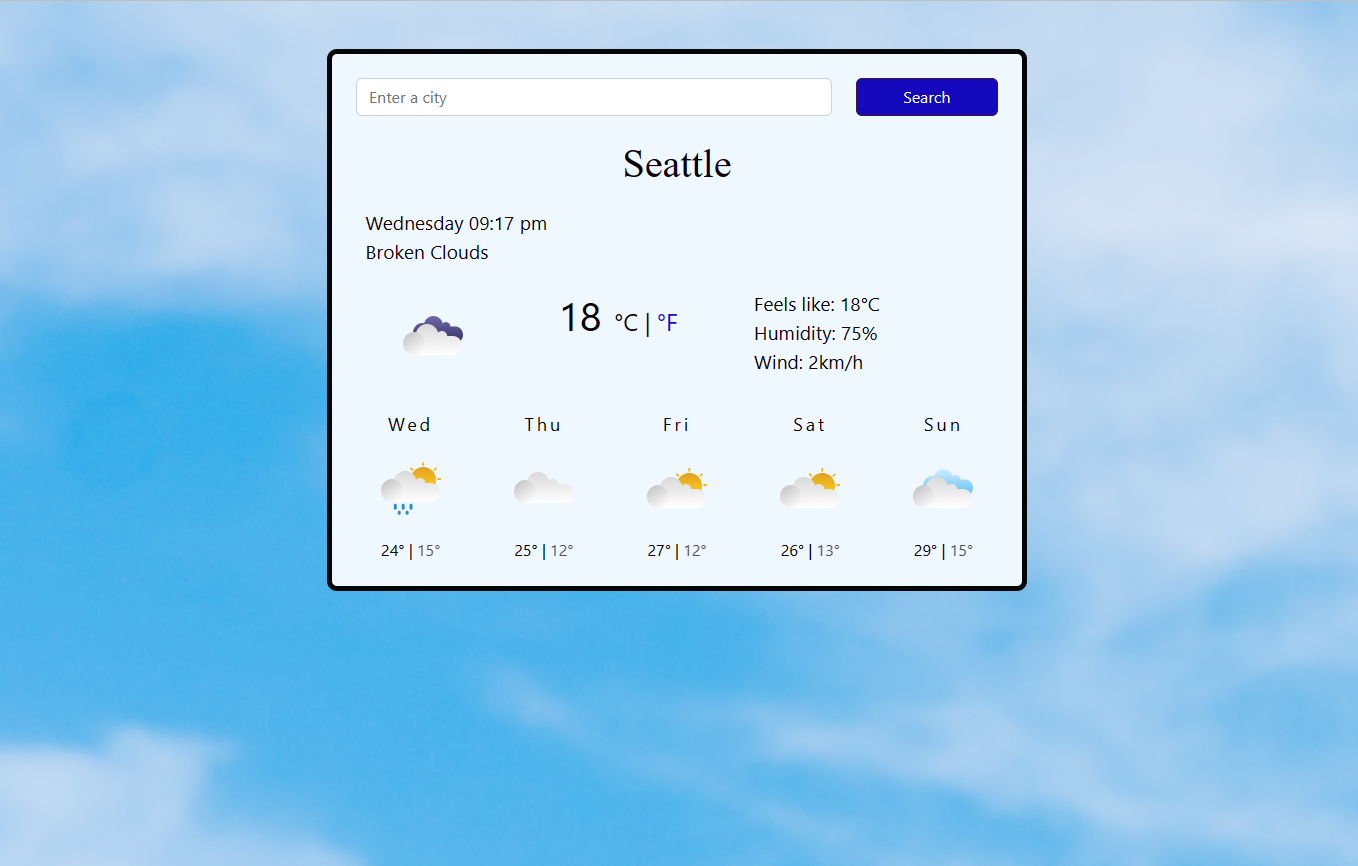 Enter a city Search
Seattle
Wednesday 09:17 pm
Broken Clouds
18 °C | °F
Feels like: 18°C
Humidity: 75%
Wind: 2km/h
Wed Thu Fri Sat Sun
24° | 15° 25° | 12° 27° | 12° 26° | 13° 29° | 15°